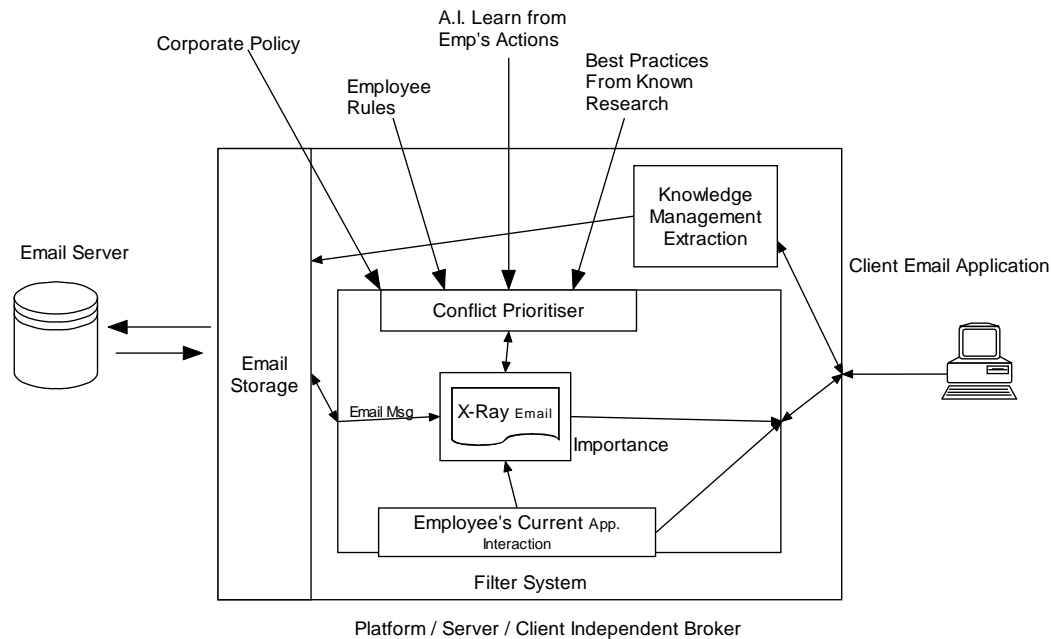 A.I. Learn from
Emp's Actions
Corporate Policy
Best Practices
From Known
Research
Employee
Rules
Knowledge
Management
Extraction
Email Server
Client Email Application
Conflict Prioritiser
Email
Storage
Email Msg
X-Ray Email
Importance
Employee's Current App.
Interaction
Filter System
Platform / Server / Client Independent Broker